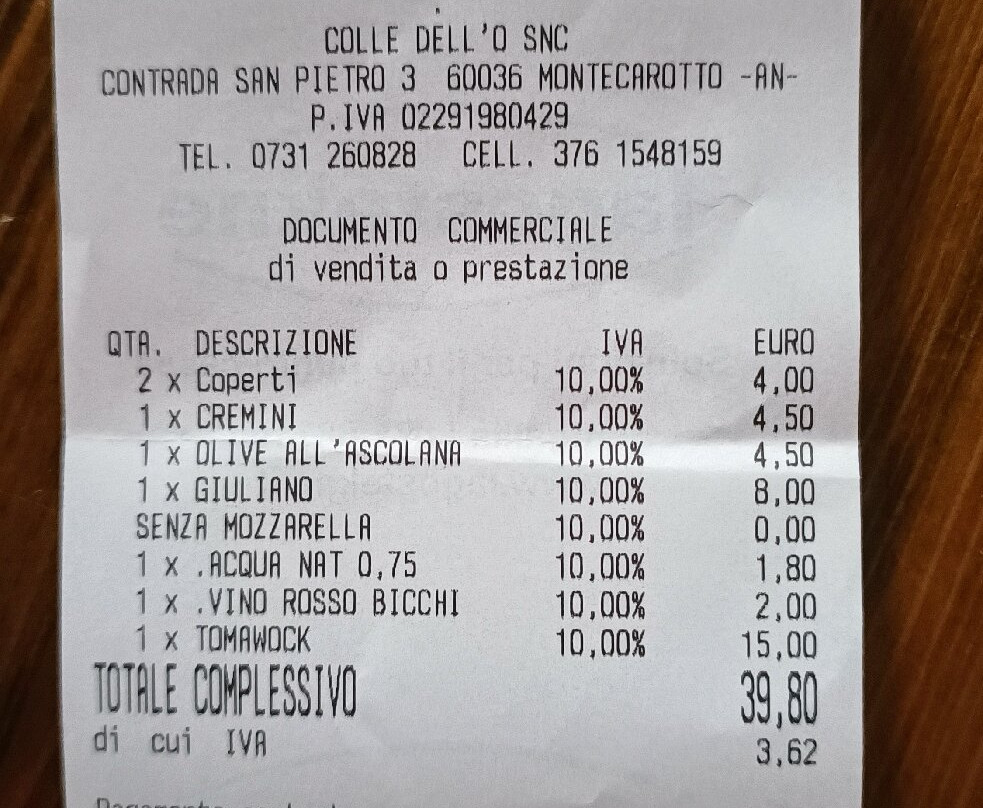 COLLE DELL'O SNC
CONTRADA SAN PIETRO 3 60036 MONTECAROTTO -AN-
P.IVA 02291980429
TEL. 0731 260828 CELL. 376 1548159
DOCUMENTO COMMERCIALE
di vendita o prestazione
QTA. DESCRIZIONE IVA EURO
2 x Coperti 10,00% 4,00
1 x CREMINI 10,00% 4,50
1 x OLIVE ALL'ASCOLANA 10,00% 4,50
1 x GIULIANO 10,00% 8,00
SENZA MOZZARELLA 10,00% 0,00
1 x .ACQUA NAT 0,75 10,00% 1,80
1 x .VINO ROSSO BICCHI 10,00% 2,00
1 x TOMAWOCK 10,00% 15,00
TOTALE COMPLESSIVO 39,80
di cui IVA 3,62